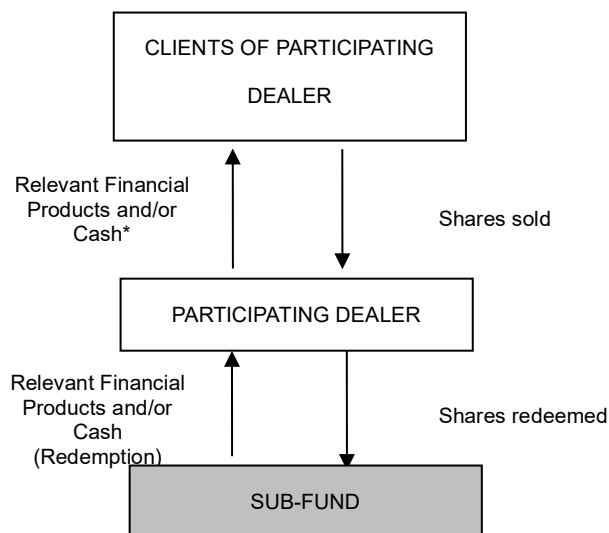 CLIENTS OF PARTICIPATING
DEALER
Relevant Financial
Products and/or
Cash*
Shares sold
PARTICIPATING DEALER
Relevant Financial
Products and/or
Cash
(Redemption)
Shares redeemed
SUB-FUND